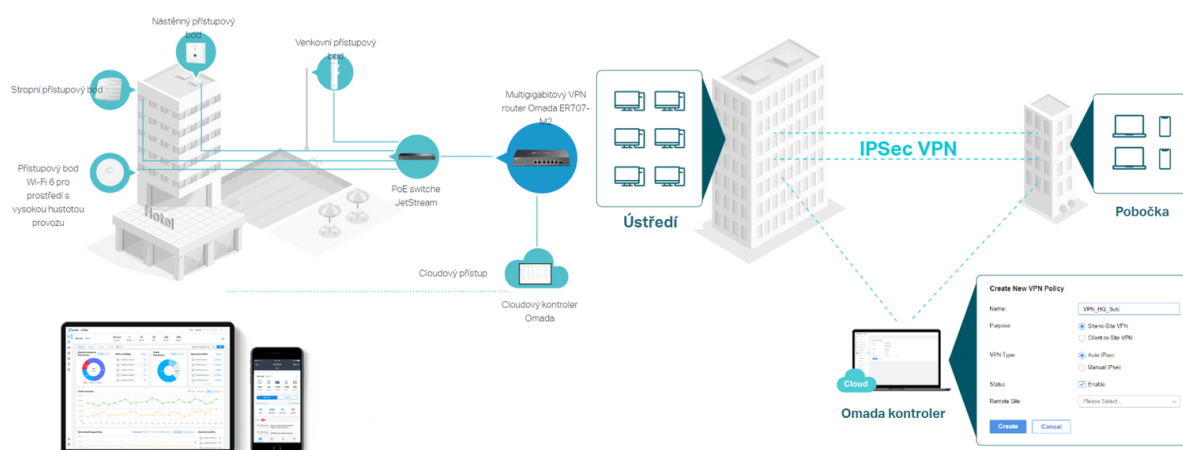 Nástěnný přístupový
bod
Venkovní přístupový
bod
Stropní přístupový bod
Multigigabitový VPN
router Omada ER707-
M2
Přístupový bod
Wi-Fi 6 pro
prostředí s
vysokou hustotou
provozu
Hotel
PoE switche
JetStream
Cloudový přístup
Cloudový kontroler
Omada
IPSec VPN
Ústředí
Pobočka
Cloud
Omada kontroler
Create New VPN Policy
Name:
VPN_HQ_Sub
Purpose:
Site-to-Site VPN
Client-to-Site VPN
VPN Type:
Auto IPsec
Manual IPsec
Status:
Enable
Remote Site:
Please Select...
Create
Cancel